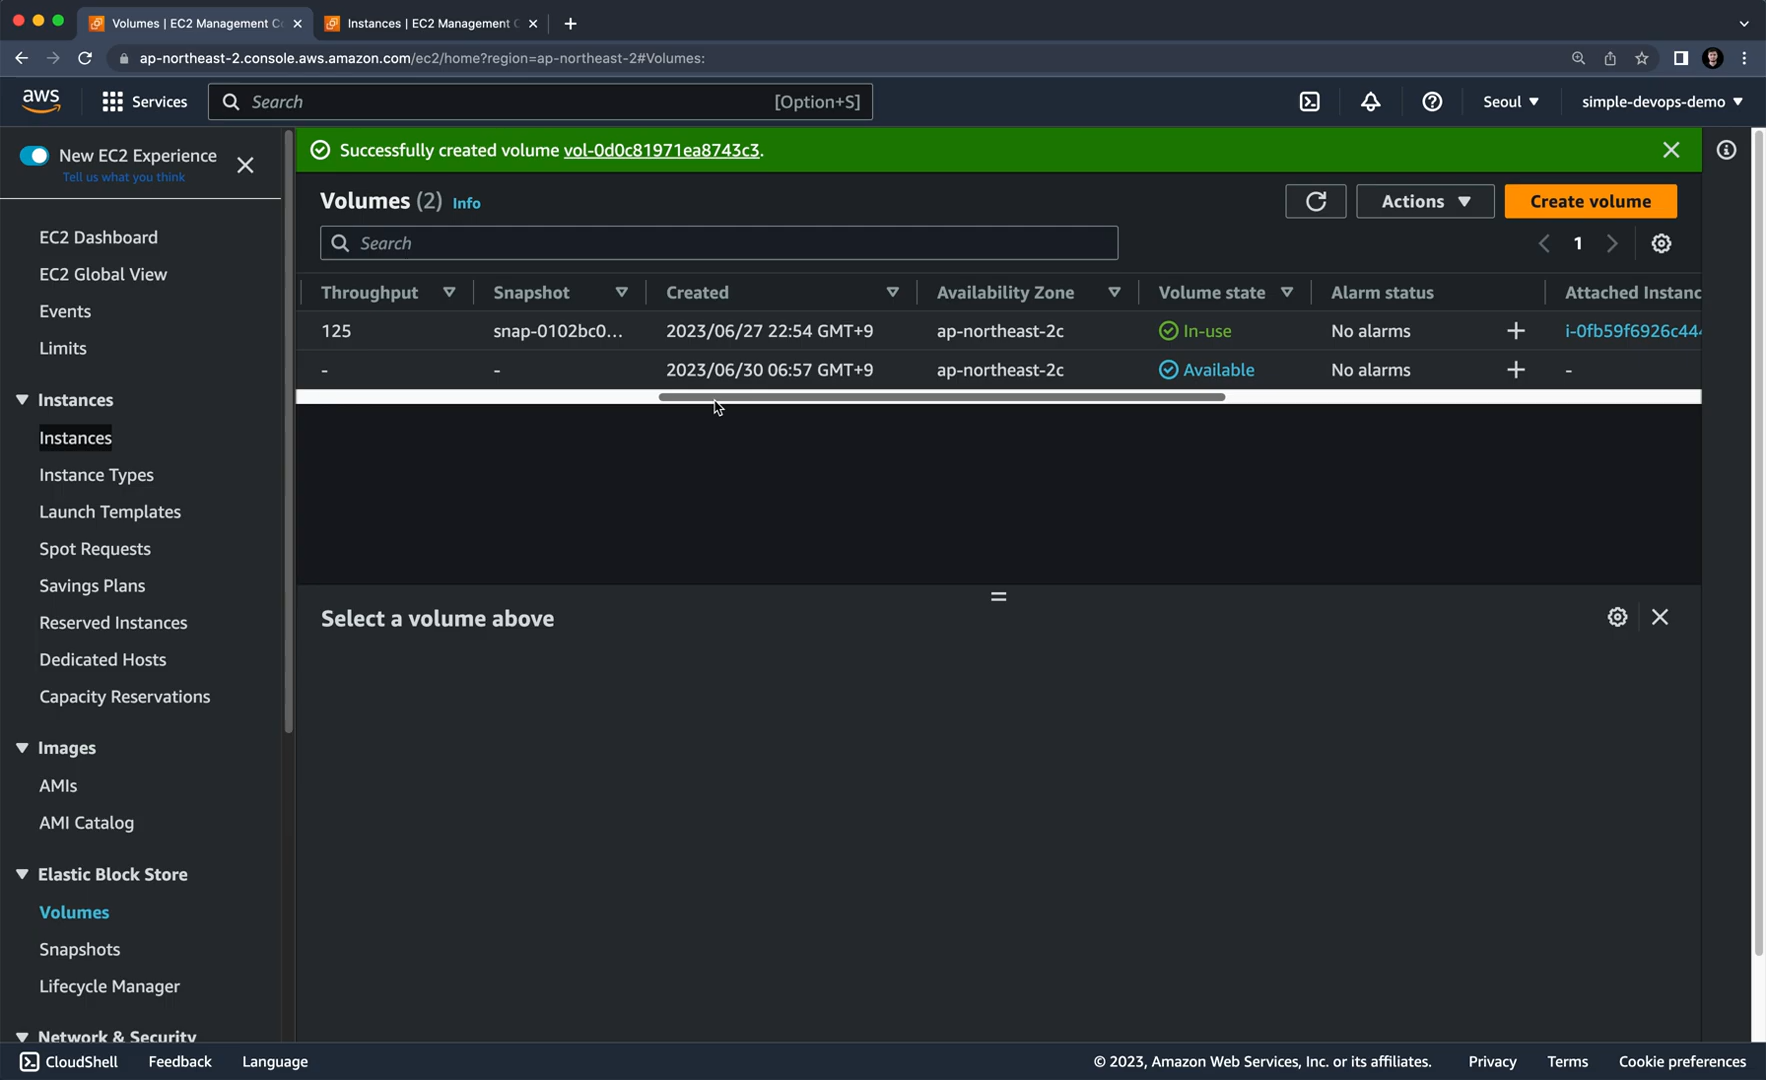 Volumes | EC2 Management C
Instances | EC2 Management C
ap-northeast-2.console.aws.amazon.com/ec2/home?region=ap-northeast-2#Volumes:
aws
Services
Search
[Option+S]
Seoul
simple-devops-demo
New EC2 Experience
Tell us what you think
EC2 Dashboard
EC2 Global View
Events
Limits
Instances
Instances
Instance Types
Launch Templates
Spot Requests
Savings Plans
Reserved Instances
Dedicated Hosts
Capacity Reservations
Images
AMIs
AMI Catalog
Elastic Block Store
Volumes
Snapshots
Lifecycle Manager
Network & Security
Successfully created volume vol-0d0c81971ea8743c3.
Volumes (2) Info
Actions
Create volume
Search
1
Throughput Snapshot Created Availability Zone Volume state Alarm status Attached Instanc
125 snap-0102bc0... 2023/06/27 22:54 GMT+9 ap-northeast-2c In-use No alarms + i-0fb59f6926c444
- - 2023/06/30 06:57 GMT+9 ap-northeast-2c Available No alarms + -
Select a volume above
CloudShell Feedback Language
© 2023, Amazon Web Services, Inc. or its affiliates. Privacy Terms Cookie preferences